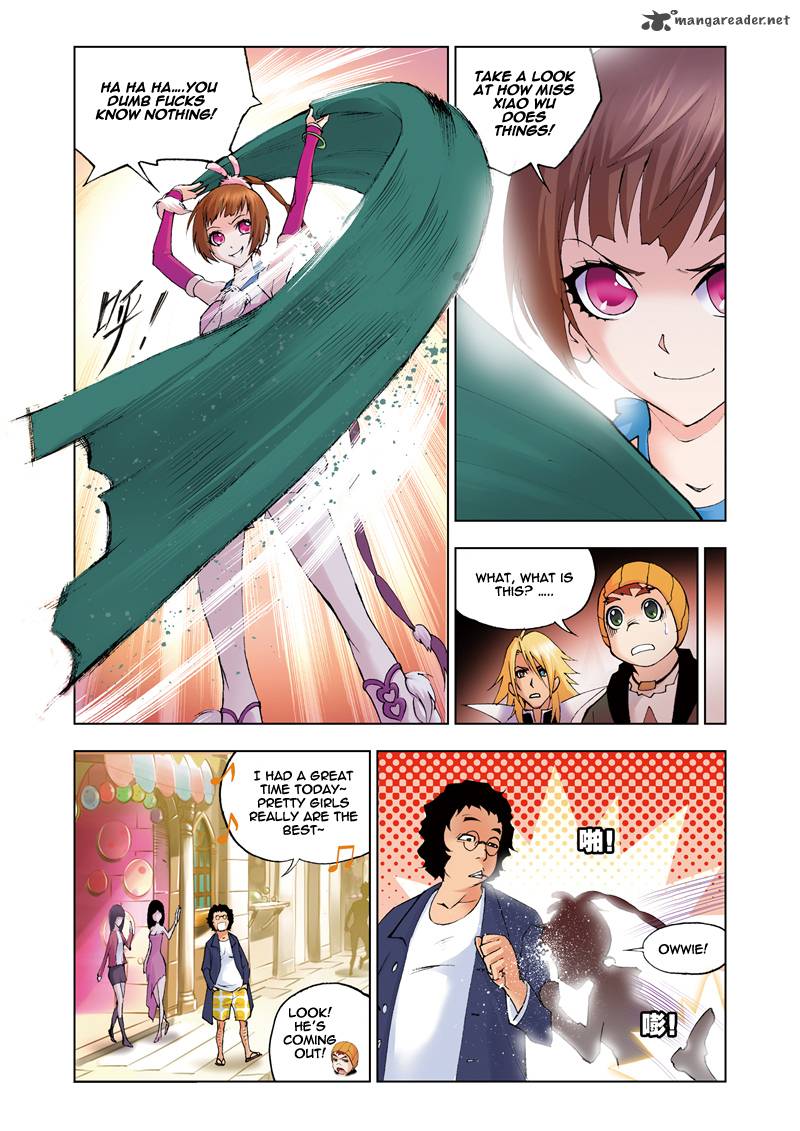 mangareader.net
HA HA HA....YOU
DUMB FUCKS
KNOW NOTHING!
TAKE A LOOK
AT HOW MISS
XIAO WU
DOES
THINGS!
呼!
WHAT, WHAT IS
THIS? .....
I HAD A GREAT
TIME TODAY~
PRETTY GIRLS
REALLY ARE THE
BEST~
LOOK!
HE'S
COMING
OUT!
啪!
OWWIE!
嘭!